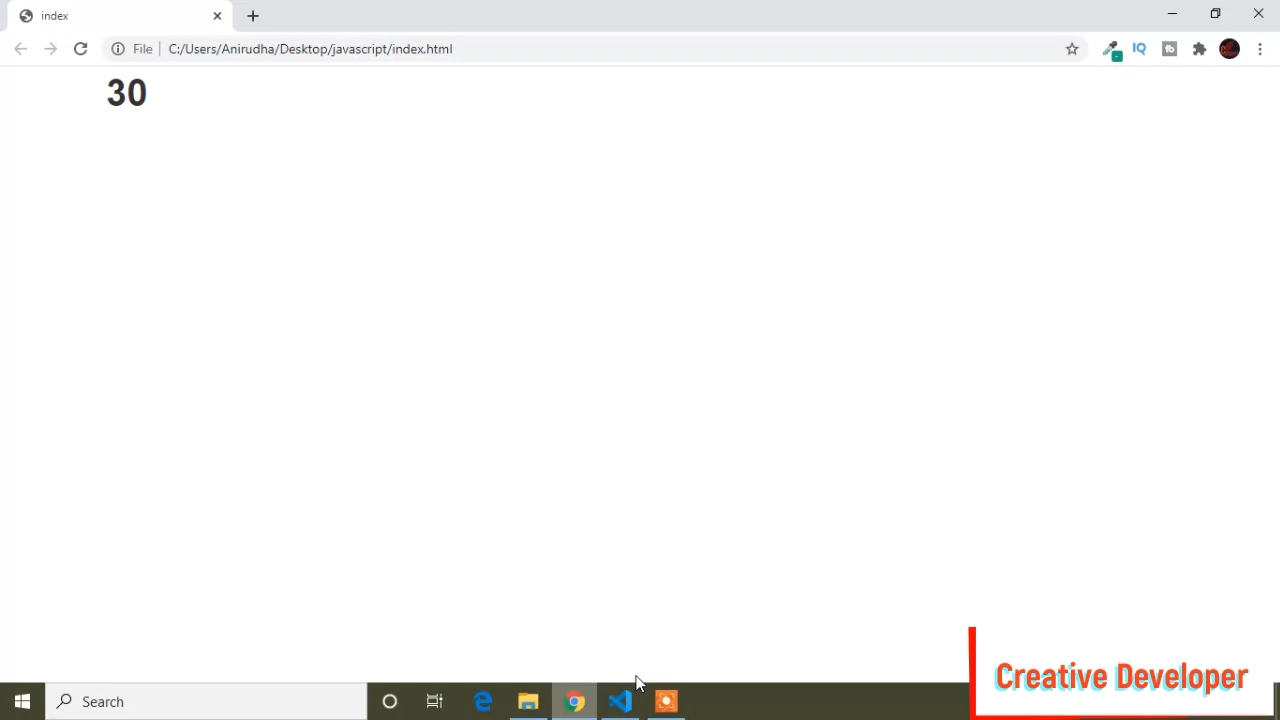 index
File
C:/Users/Anirudha/Desktop/javascript/index.html
IQ
30
Search
Creative Developer